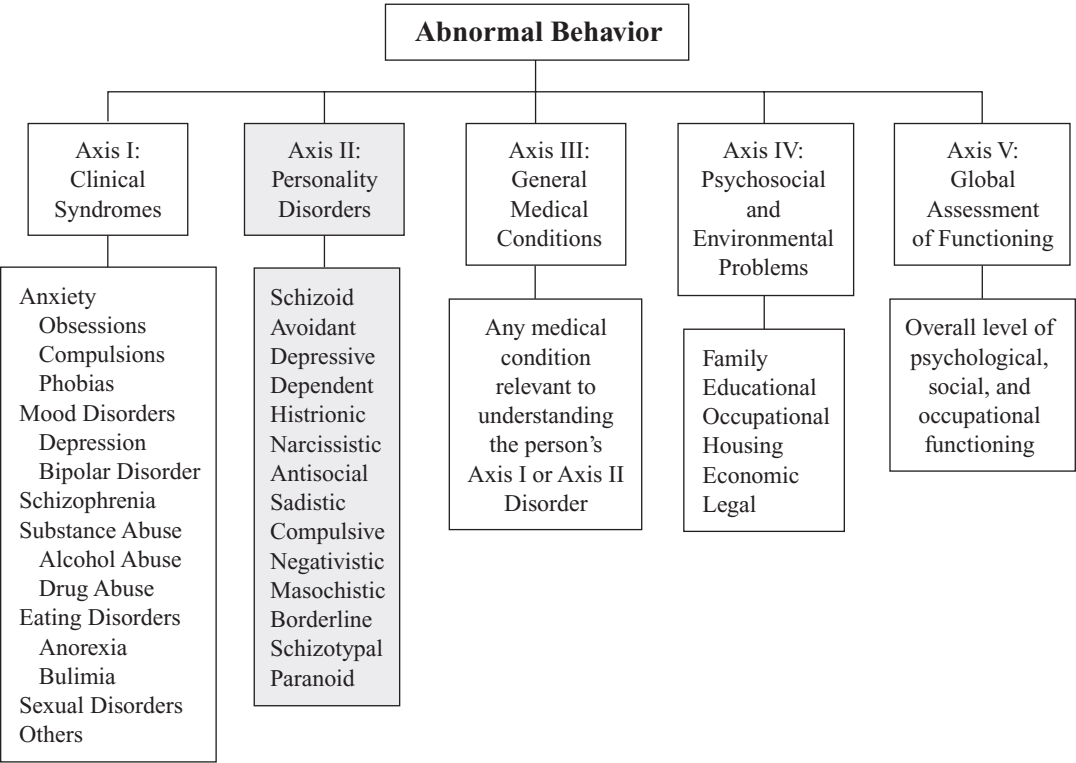 Abnormal Behavior
Axis I:
Clinical
Syndromes
Axis II:
Personality
Disorders
Axis III:
General
Medical
Conditions
Axis IV:
Psychosocial
and
Environmental
Problems
Axis V:
Global
Assessment
of Functioning
Anxiety
Obsessions
Compulsions
Phobias
Mood Disorders
Depression
Bipolar Disorder
Schizophrenia
Substance Abuse
Alcohol Abuse
Drug Abuse
Eating Disorders
Anorexia
Bulimia
Sexual Disorders
Others
Schizoid
Avoidant
Depressive
Dependent
Histrionic
Narcissistic
Antisocial
Sadistic
Compulsive
Negativistic
Masochistic
Borderline
Schizotypal
Paranoid
Any medical
condition
relevant to
understanding
the person’s
Axis I or Axis II
Disorder
Family
Educational
Occupational
Housing
Economic
Legal
Overall level of
psychological,
social, and
occupational
functioning